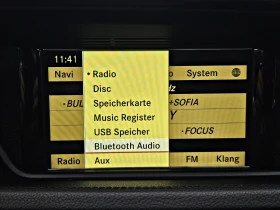 11:41
Navi
• Radio
System
Disc
Speicherkarte
+SOFIA
Music Register
USB Speicher
•FOCUS
Bluetooth Audio
Radio
Aux
FM
Klang